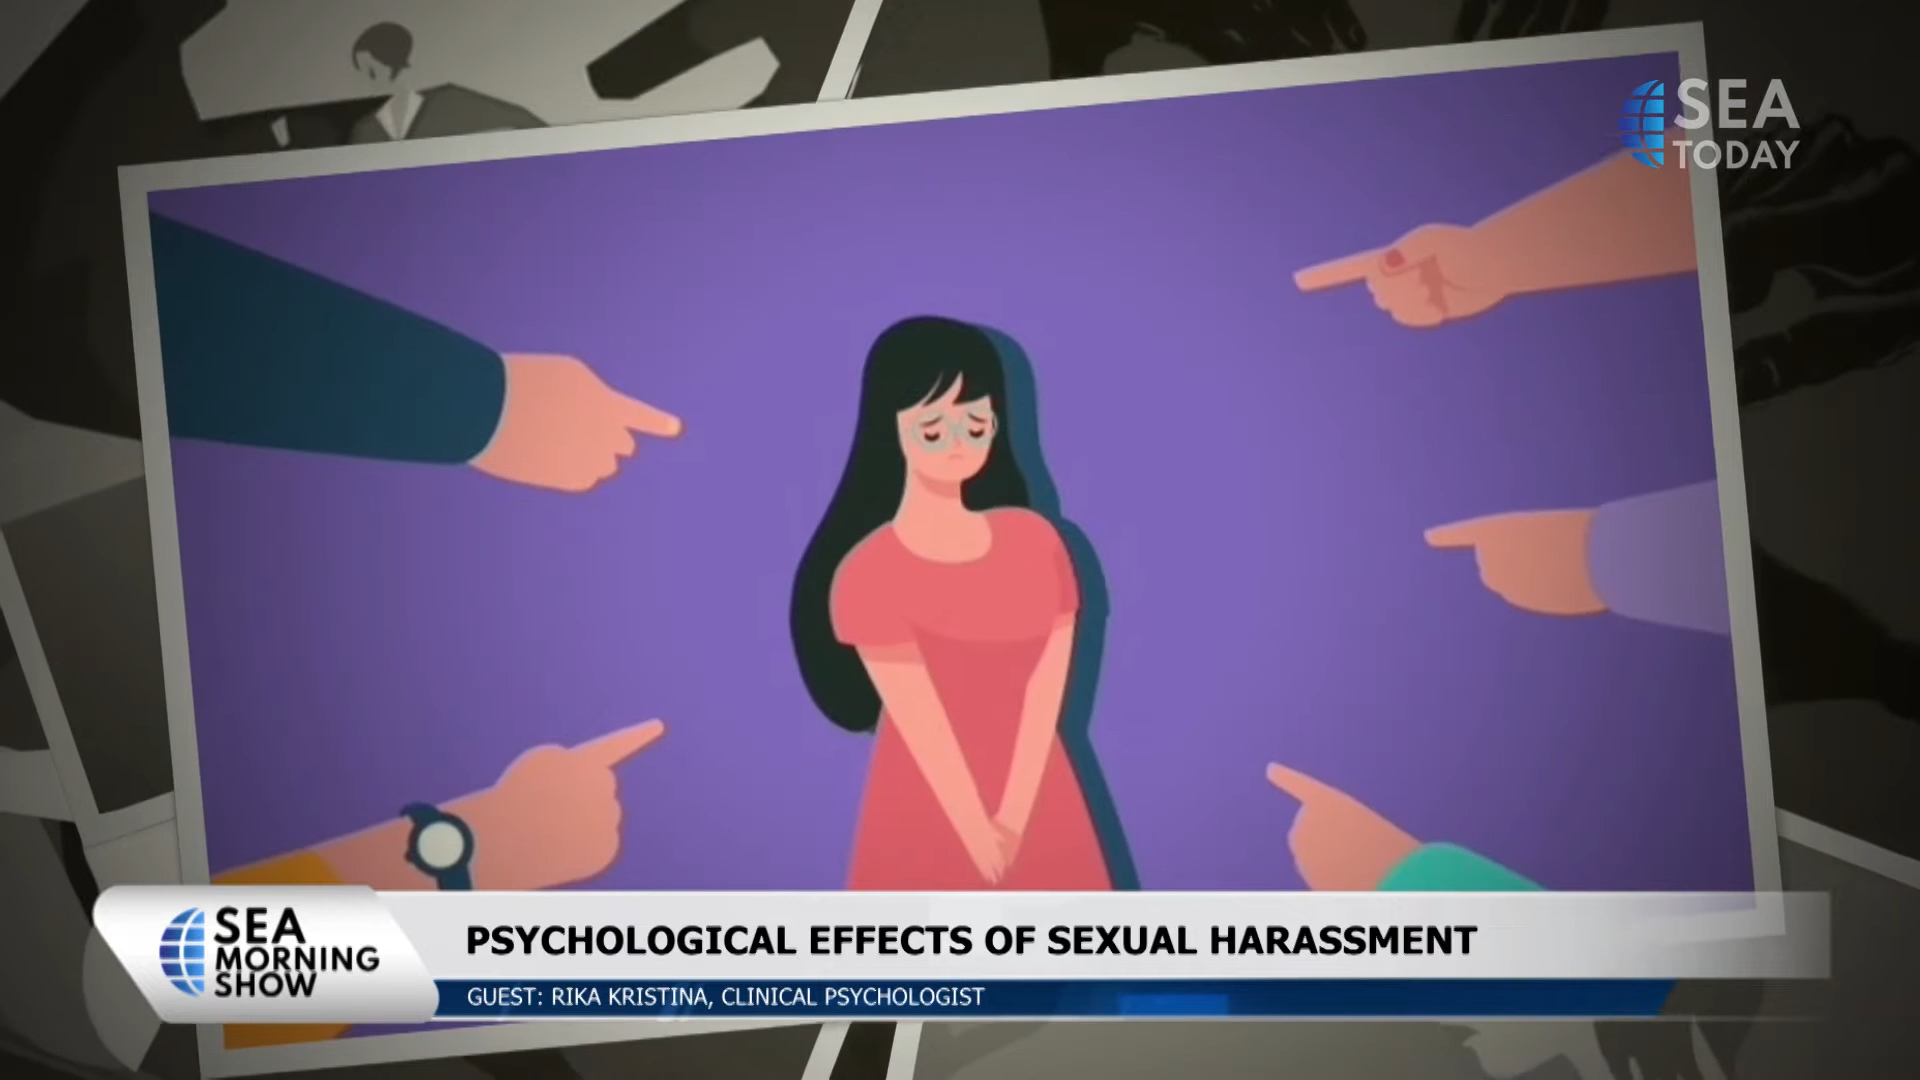 SEA
TODAY
SEA
MORNING
SHOW
PSYCHOLOGICAL EFFECTS OF SEXUAL HARASSMENT
GUEST: RIKA KRISTINA, CLINICAL PSYCHOLOGIST